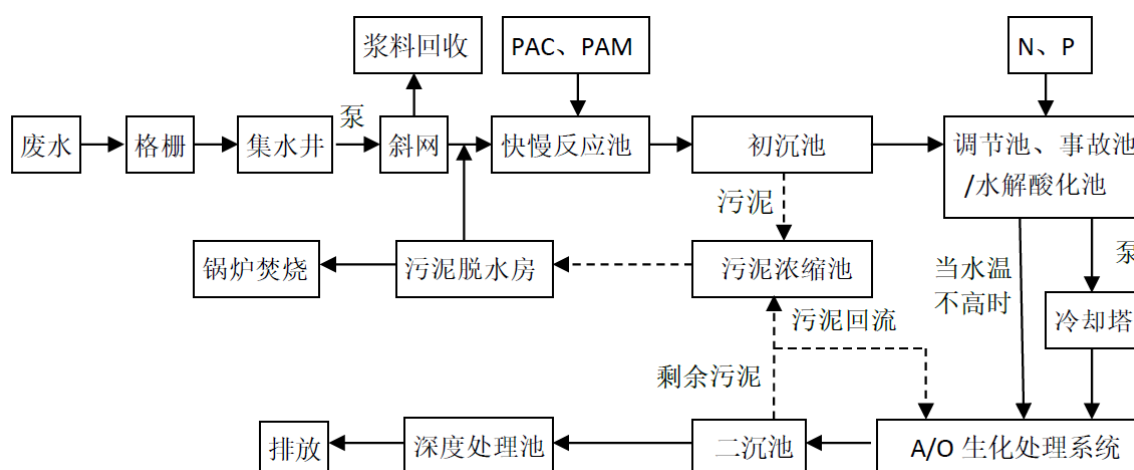 浆料回收
PAC、PAM
N、P
泵
废水
格栅
集水井
斜网
快慢反应池
初沉池
调节池、事故池
/水解酸化池
污泥
锅炉焚烧
污泥脱水房
污泥浓缩池
当水温
不高时
泵
冷却塔
污泥回流
剩余污泥
排放
深度处理池
二沉池
A/O 生化处理系统